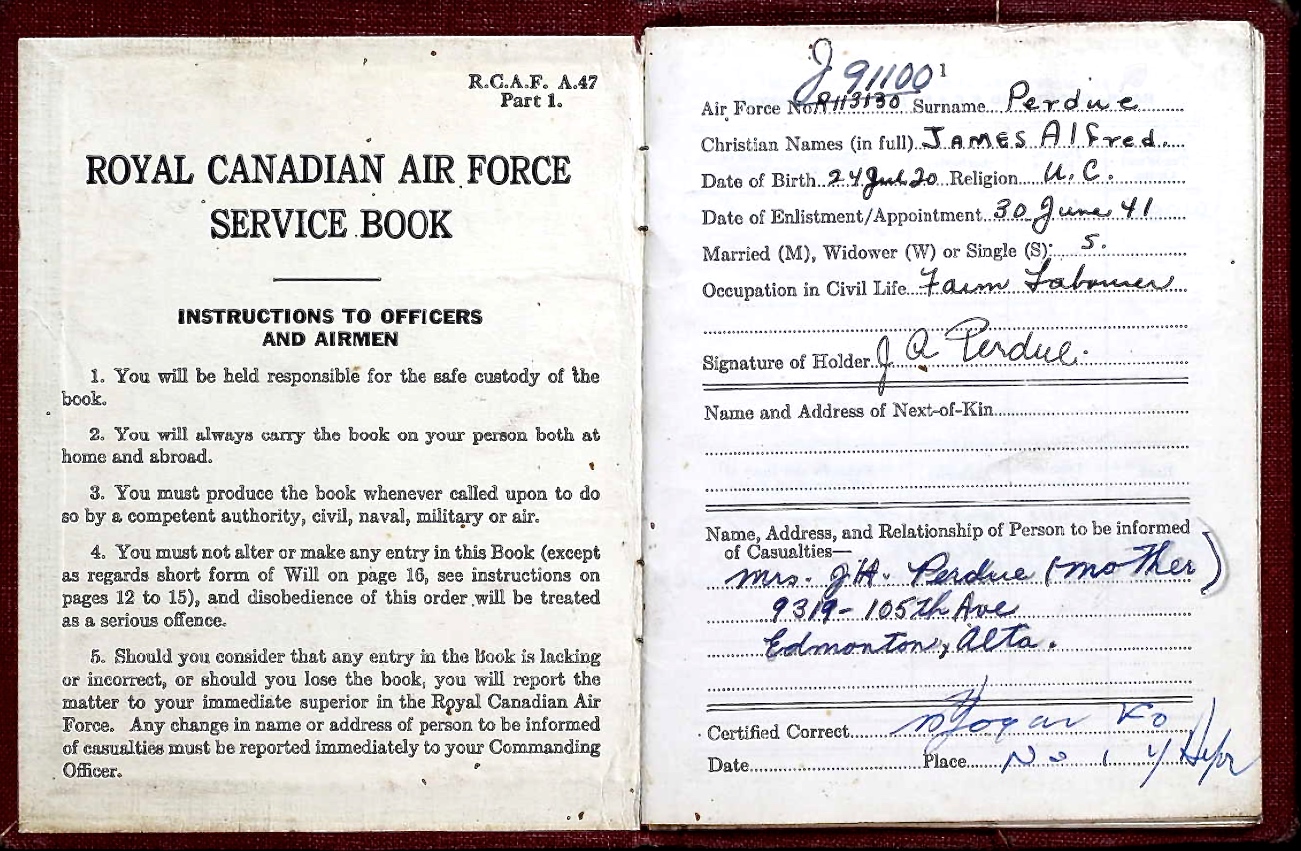 R.C.A.F. A.47
Part 1.
ROYAL CANADIAN AIR FORCE
SERVICE BOOK
INSTRUCTIONS TO OFFICERS
AND AIRMEN
1. You will be held responsible for the safe custody of the
book.
2. You will always carry the book on your person both at
home and abroad.
3. You must produce the book whenever called upon to do
so by a competent authority, civil, naval, military or air.
4. You must not alter or make any entry in this Book (except
as regards short form of Will on page 16, see instructions on
pages 12 to 15), and disobedience of this order will be treated
as a serious offence.
5. Should you consider that any entry in the Book is lacking
or incorrect, or should you lose the book, you will report the
matter to your immediate superior in the Royal Canadian Air
Force. Any change in name or address of person to be informed
of casualties must be reported immediately to your Commanding
Officer.
J 91100
1
Air Force No. R113130 Surname Perdue
Christian Names (in full) JAMES Alfred
Date of Birth 24 Jul 20 Religion U.C.
Date of Enlistment/Appointment 30 June 41
Married (M), Widower (W) or Single (S): S.
Occupation in Civil Life Farm Labourer
Signature of Holder J A Perdue.
Name and Address of Next-of-Kin
Name, Address, and Relationship of Person to be informed
of Casualties—
Mrs. J.H. Perdue (mother)
9319-105th Ave
Edmonton, Alta.
Certified Correct
Date Place No 1 Y